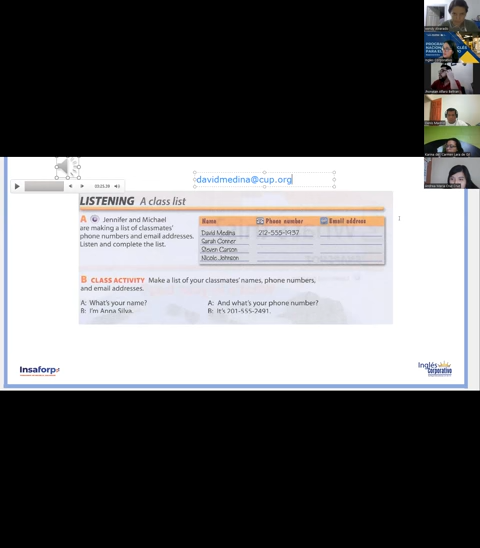 davidmedina@cup.org
LISTENING A class list
A Jennifer and Michael
are making a list of classmates'
phone numbers and email addresses.
Listen and complete the list.
Name Phone number Email address
David Medina 212-555-1937
Sarah Conner
Steven Carson
Nicole Johnson
B CLASS ACTIVITY Make a list of your classmates' names, phone numbers,
and email addresses.
A: What's your name? A: And what's your phone number?
B: I'm Anna Silva. B: It's 201-555-2491.
Insaforp
Inglés
Corporativo